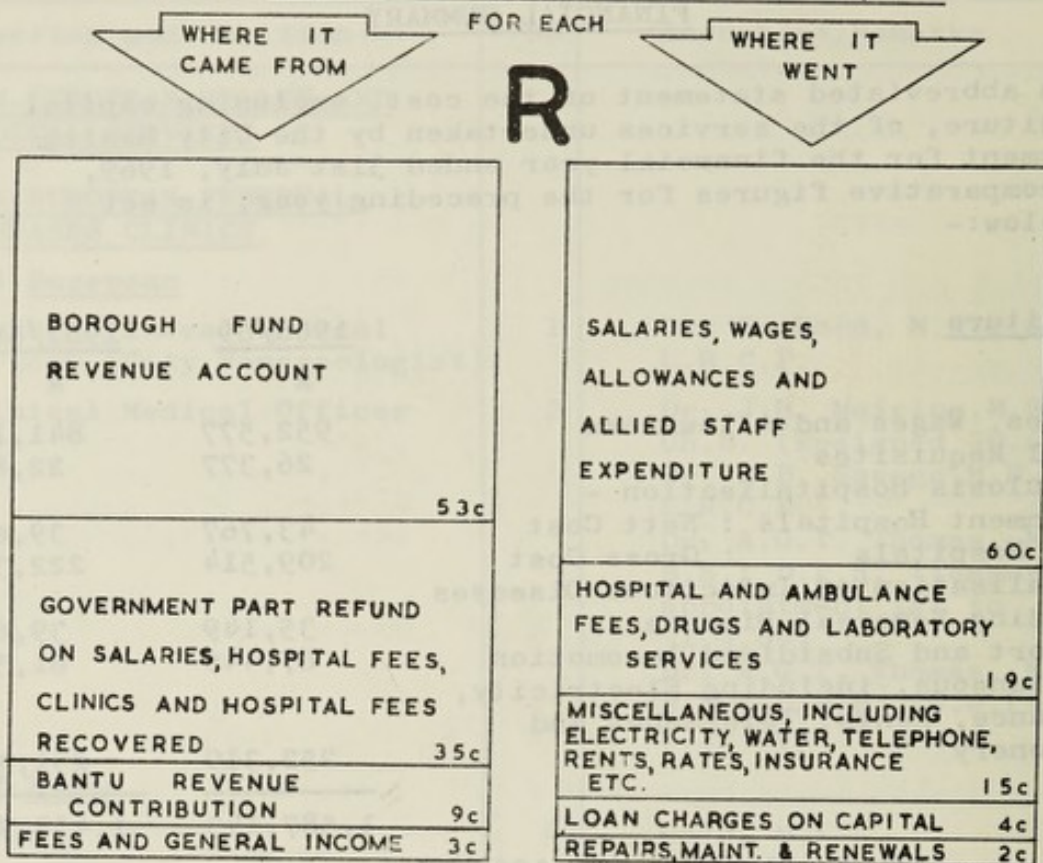 FOR EACH
WHERE IT
CAME FROM
R
WHERE IT
WENT
BOROUGH FUND
REVENUE ACCOUNT
53c
GOVERNMENT PART REFUND
ON SALARIES, HOSPITAL FEES,
CLINICS AND HOSPITAL FEES
RECOVERED
35c
BANTU REVENUE
CONTRIBUTION
9c
FEES AND GENERAL INCOME 3c
SALARIES, WAGES,
ALLOWANCES AND
ALLIED STAFF
EXPENDITURE
60c
HOSPITAL AND AMBULANCE
FEES, DRUGS AND LABORATORY
SERVICES
19c
MISCELLANEOUS, INCLUDING
ELECTRICITY, WATER, TELEPHONE,
RENTS, RATES, INSURANCE
ETC.
15c
LOAN CHARGES ON CAPITAL 4c
REPAIRS, MAINT. & RENEWALS 2c